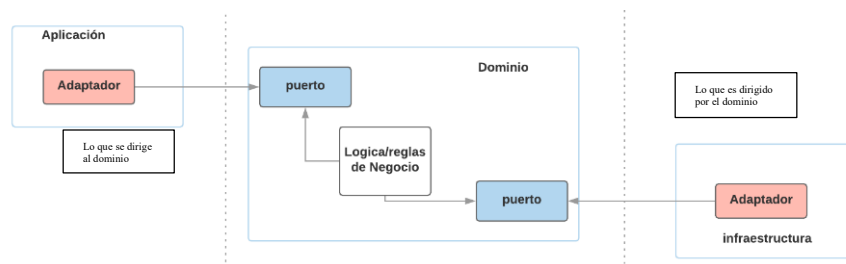 Aplicación
Adaptador
Lo que se dirige
al dominio
puerto
Dominio
Logica/reglas
de Negocio
puerto
Lo que es dirigido
por el dominio
Adaptador
infraestructura